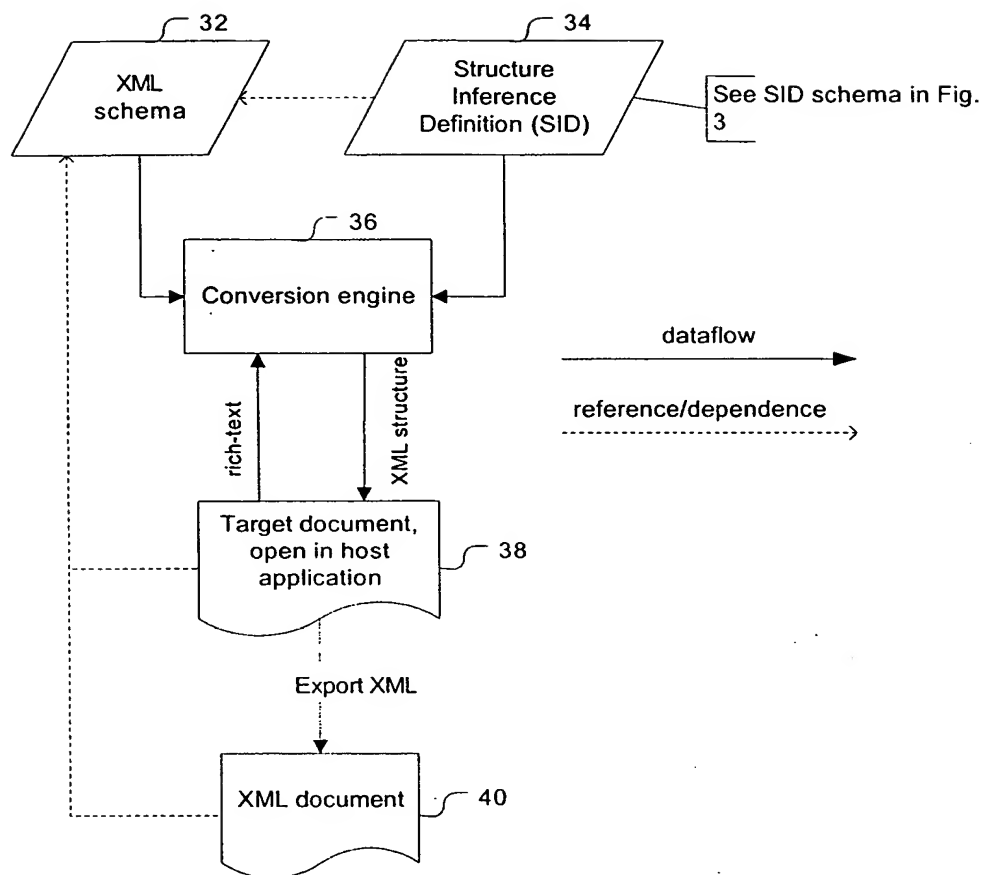 32
34
XML
schema
Structure
Inference
Definition (SID)
See SID schema in Fig.
3
36
Conversion engine
dataflow
reference/dependence
rich-text
XML structure
Target document,
open in host
application
38
Export XML
XML document
40